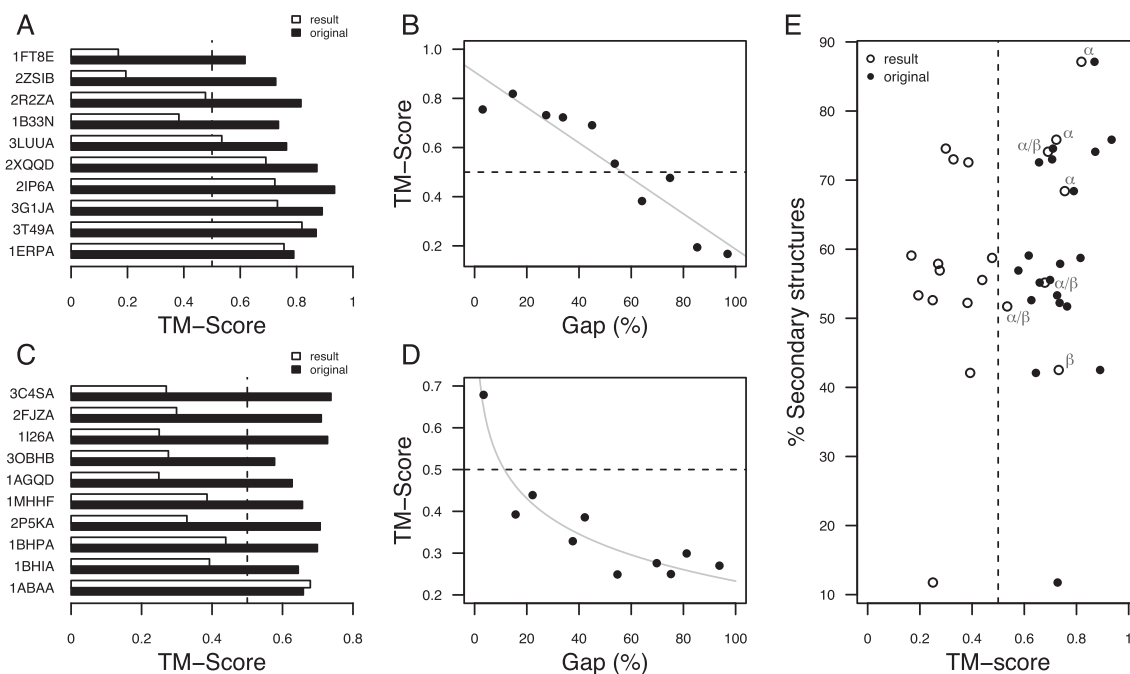 A
result
original
1FT8E
2ZSIB
2R2ZA
1B33N
3LUUA
2XQQD
2IP6A
3G1JA
3T49A
1ERPA
0 0.2 0.4 0.6 0.8 1
TM−Score
B
TM−Score
1.0
0.8
0.6
0.4
0.2
0 20 40 60 80 100
Gap (%)
C
result
original
3C4SA
2FJZA
1I26A
3OBHB
1AGQD
1MHHF
2P5KA
1BHPA
1BHIA
1ABAA
0 0.2 0.4 0.6 0.8
TM−Score
D
TM−Score
0.7
0.6
0.5
0.4
0.3
0.2
0 20 40 60 80 100
Gap (%)
E
result
original
% Secondary structures
90
80
70
60
50
40
30
20
10
α
α
α/β
α
α/β
α/β
β
0 0.2 0.4 0.6 0.8 1
TM−score